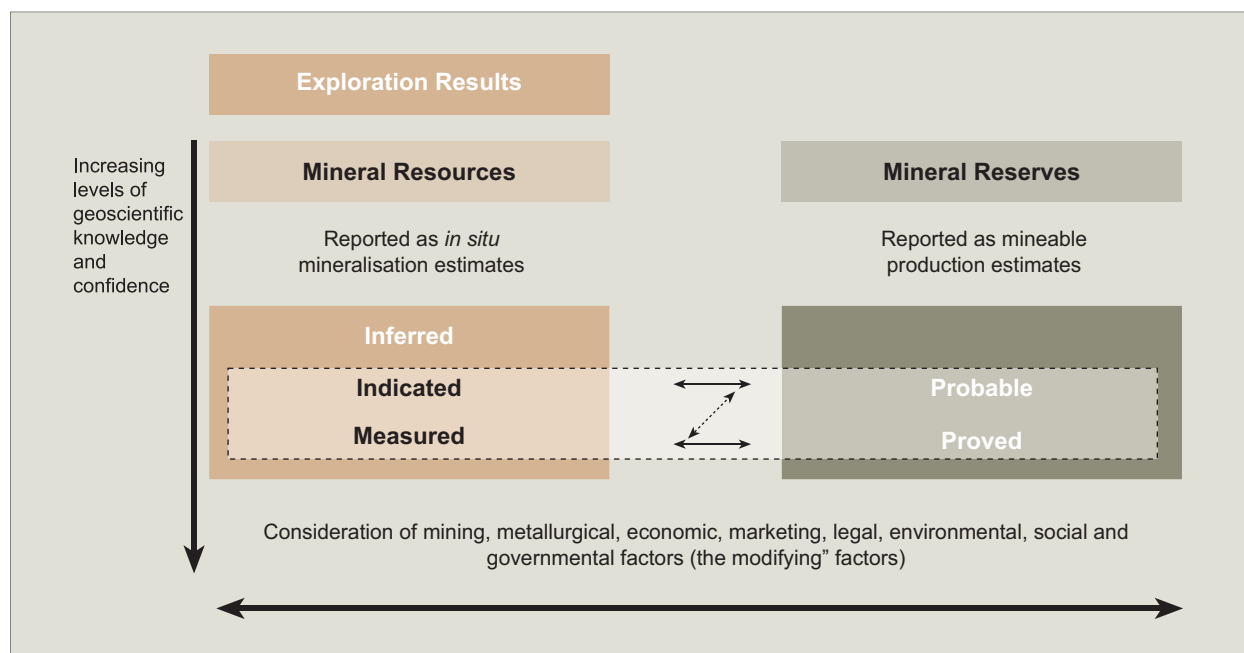 Exploration Results
Increasing
levels of
geoscientific
knowledge
and
confidence
Mineral Resources
Mineral Reserves
Reported as in situ
mineralisation estimates
Reported as mineable
production estimates
Inferred
Indicated
Probable
Measured
Proved
Consideration of mining, metallurgical, economic, marketing, legal, environmental, social and
governmental factors (the modifying” factors)